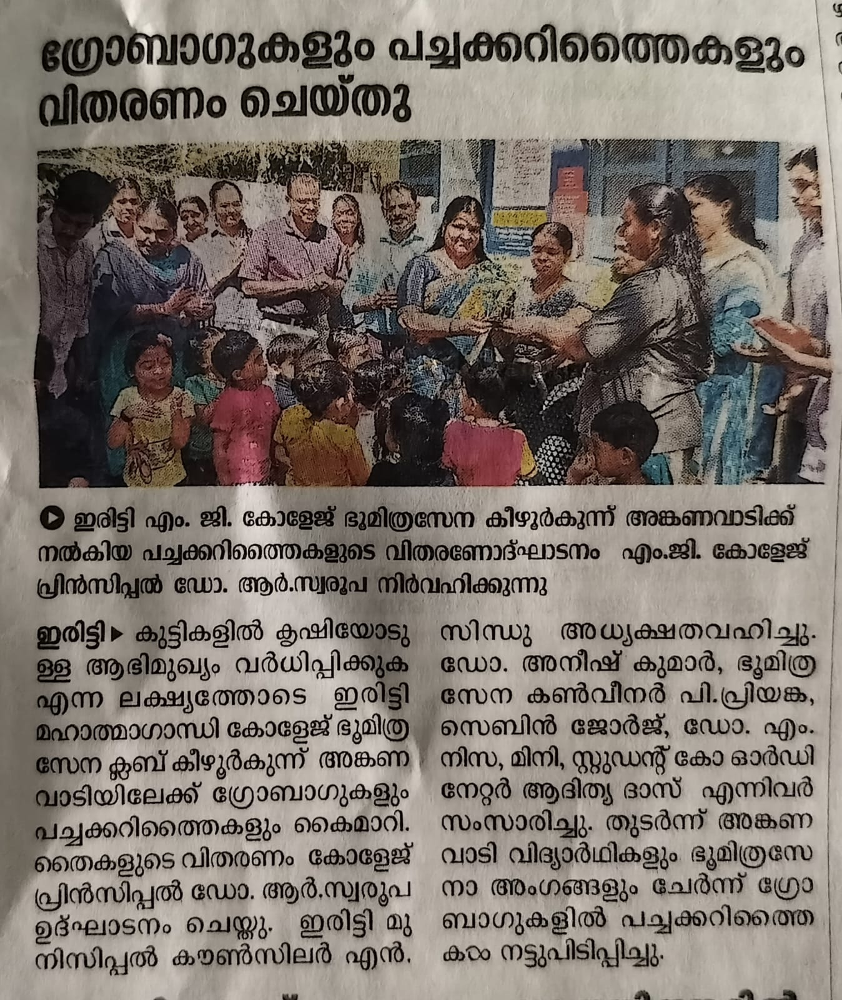 ഗ്രോബാഗുകളും പച്ചക്കറിത്തൈകളും
വിതരണം ചെയ്തു
ഇരിട്ടി എം. ജി. കോളേജ് ഭൂമിത്രസേന കീഴൂർകുന്ന് അങ്കണവാടിക്ക്
നൽകിയ പച്ചക്കറിത്തൈകളുടെ വിതരണോദ്ഘാടനം എം.ജി. കോളേജ്
പ്രിൻസിപ്പൽ ഡോ. ആർ.സ്വരൂപ നിർവഹിക്കുന്നു
ഇരിട്ടി▸ കുട്ടികളിൽ കൃഷിയോടു
ള്ള ആഭിമുഖ്യം വർധിപ്പിക്കുക
എന്ന ലക്ഷ്യത്തോടെ ഇരിട്ടി
മഹാത്മാഗാന്ധി കോളേജ് ഭൂമിത്ര
സേന ക്ലബ് കീഴൂർകുന്ന് അങ്കണ
വാടിയിലേക്ക് ഗ്രോബാഗുകളും
പച്ചക്കറിത്തൈകളും കൈമാറി.
തൈകളുടെ വിതരണം കോളേജ്
പ്രിൻസിപ്പൽ ഡോ. ആർ.സ്വരൂപ
ഉദ്ഘാടനം ചെയ്തു. ഇരിട്ടി മു
നിസിപ്പൽ കൗൺസിലർ എൻ.
സിന്ധു അധ്യക്ഷതവഹിച്ചു.
ഡോ. അനീഷ് കുമാർ, ഭൂമിത്ര
സേന കൺവീനർ പി.പ്രിയങ്ക,
സെബിൻ ജോർജ്, ഡോ. എം.
നിസ, മിനി, സ്റ്റുഡന്റ് കോ ഓർഡി
നേറ്റർ ആദിത്യ ദാസ് എന്നിവർ
സംസാരിച്ചു. തുടർന്ന് അങ്കണ
വാടി വിദ്യാർഥികളും ഭൂമിത്രസേ
നാ അംഗങ്ങളും ചേർന്ന് ഗ്രോ
ബാഗുകളിൽ പച്ചക്കറിത്തൈ
കൾ നട്ടുപിടിപ്പിച്ചു.